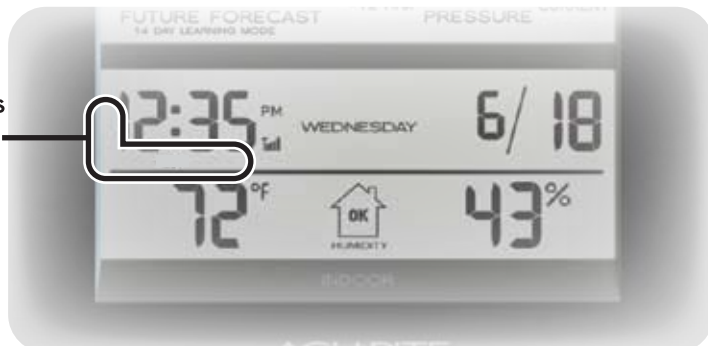 FUTURE FORECAST
14 DAY LEARNING MODE
PRESSURE
12:35 PM WEDNESDAY 6/18
72°F OK 43%
HUMIDITY
INDOOR